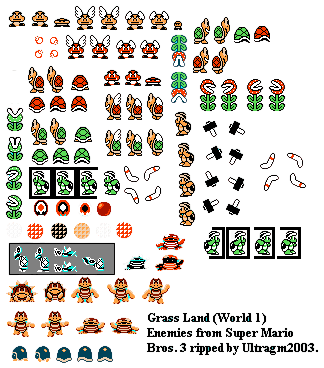 Grass Land (World 1)
Enemies from Super Mario
Bros. 3 ripped by Ultragm2003.